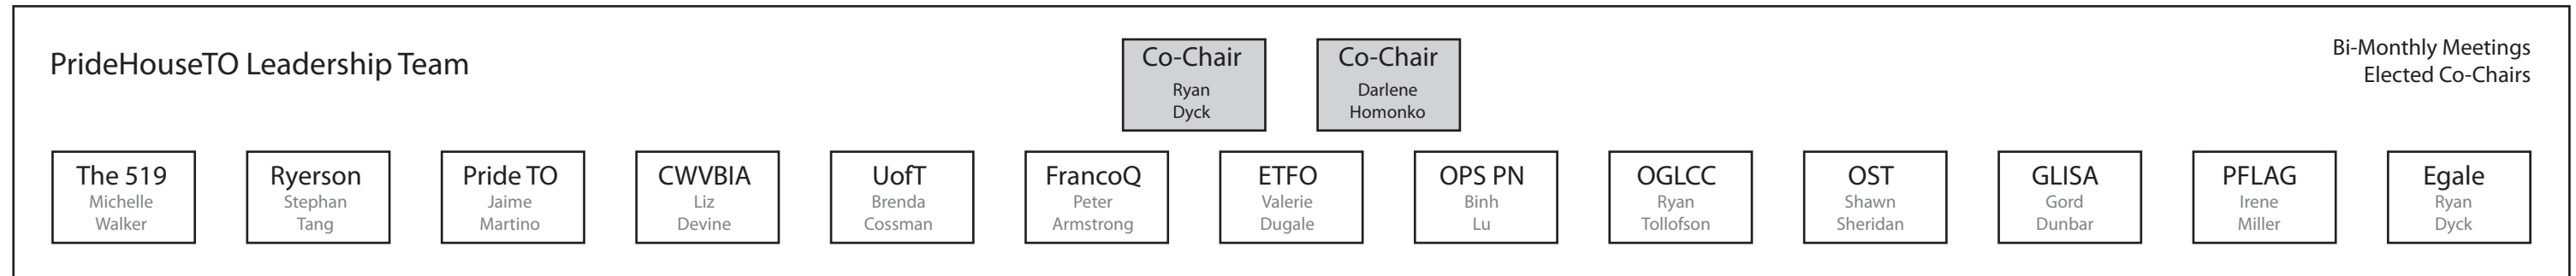 PrideHouseTO Leadership Team
Co-Chair
Ryan
Dyck
Co-Chair
Darlene
Homonko
Bi-Monthly Meetings
Elected Co-Chairs
The 519
Michelle
Walker
Ryerson
Stephan
Tang
Pride TO
Jaime
Martino
CWVBIA
Liz
Devine
UofT
Brenda
Cossman
FrancoQ
Peter
Armstrong
ETFO
Valerie
Dugale
OPS PN
Binh
Lu
OGLCC
Ryan
Tollofson
OST
Shawn
Sheridan
GLISA
Gord
Dunbar
PFLAG
Irene
Miller
Egale
Ryan
Dyck